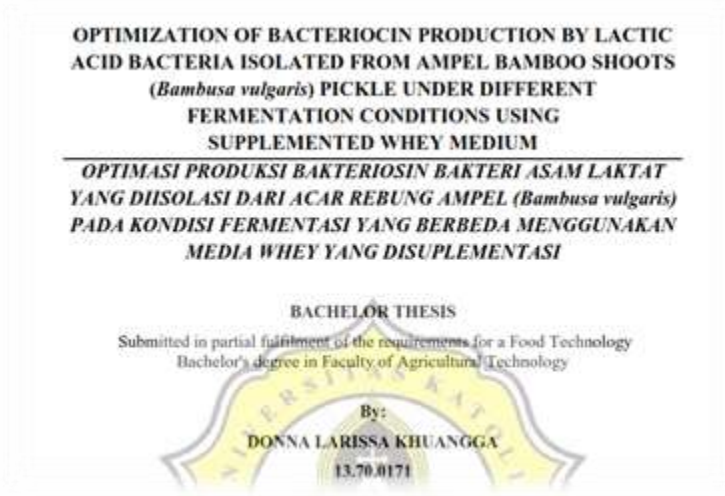 OPTIMIZATION OF BACTERIOCIN PRODUCTION BY LACTIC
ACID BACTERIA ISOLATED FROM AMPEL BAMBOO SHOOTS
(Bambusa vulgaris) PICKLE UNDER DIFFERENT
FERMENTATION CONDITIONS USING
SUPPLEMENTED WHEY MEDIUM
OPTIMASI PRODUKSI BAKTERIOSIN BAKTERI ASAM LAKTAT
YANG DIISOLASI DARI ACAR REBUNG AMPEL (Bambusa vulgaris)
PADA KONDISI FERMENTASI YANG BERBEDA MENGGUNAKAN
MEDIA WHEY YANG DISUPLEMENTASI
BACHELOR THESIS
Submitted in partial fulfilment of the requirements for a Food Technology
Bachelor's degree in Faculty of Agricultural Technology
UNIVERSITAS KATOL
By:
DONNA LARISSA KHUANGGA
13.70.0171